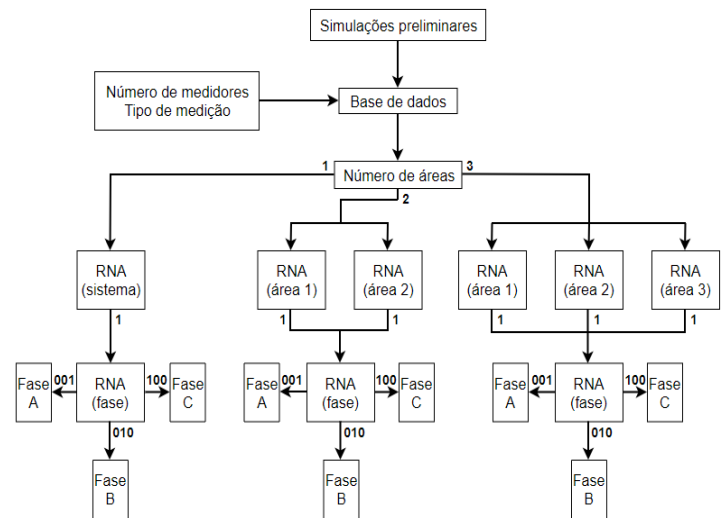 Simulações preliminares
Número de medidores
Tipo de medição
Base de dados
1
Número de áreas
3
2
RNA
(sistema)
RNA
(área 1)
RNA
(área 2)
RNA
(área 1)
RNA
(área 2)
RNA
(área 3)
1
1
1
1
1
1
Fase
A
001
RNA
(fase)
100
Fase
C
010
Fase
B
Fase
A
001
RNA
(fase)
100
Fase
C
010
Fase
B
Fase
A
001
RNA
(fase)
100
Fase
C
010
Fase
B